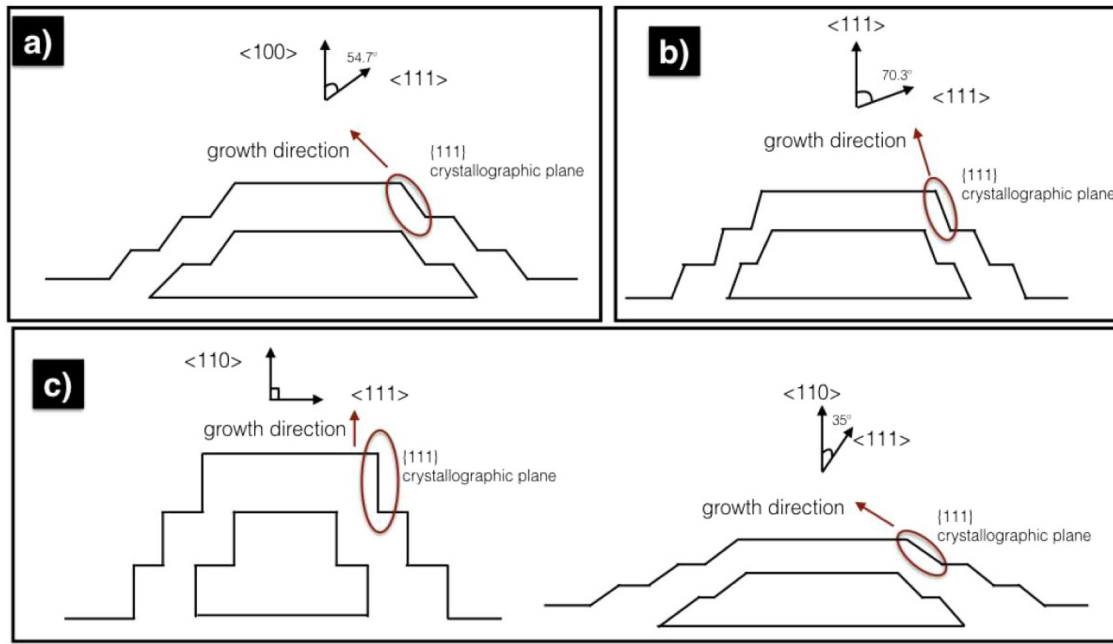 a)
<100>
54.7°
<111>
growth direction
{111}
crystallographic plane
b)
<111>
70.3°
<111>
growth direction
{111}
crystallographic plane
c)
<110>
<111>
growth direction
{111}
crystallographic plane
<110>
35°
<111>
growth direction
{111}
crystallographic plane